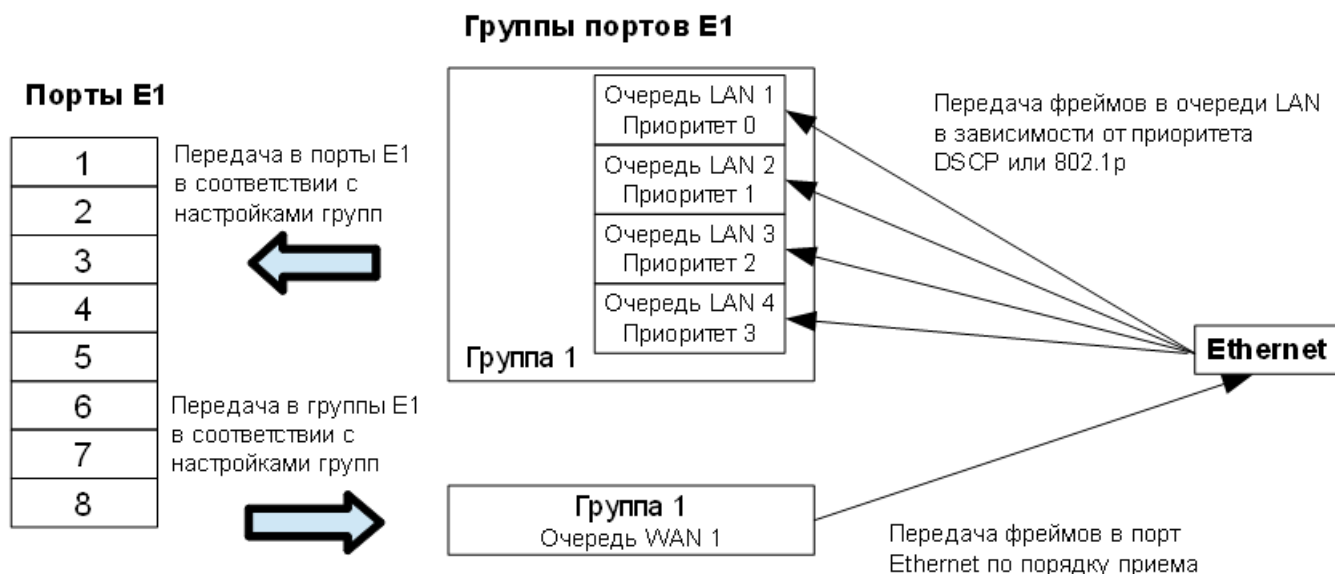 Группы портов E1
Порты E1
1
2
3
4
5
6
7
8
Передача в порты E1
в соответствии с
настройками групп
Передача в группы E1
в соответствии с
настройками групп
Очередь LAN 1
Приоритет 0
Очередь LAN 2
Приоритет 1
Очередь LAN 3
Приоритет 2
Очередь LAN 4
Приоритет 3
Группа 1
Группа 1
Очередь WAN 1
Передача фреймов в очереди LAN
в зависимости от приоритета
DSCP или 802.1p
Ethernet
Передача фреймов в порт
Ethernet по порядку приема